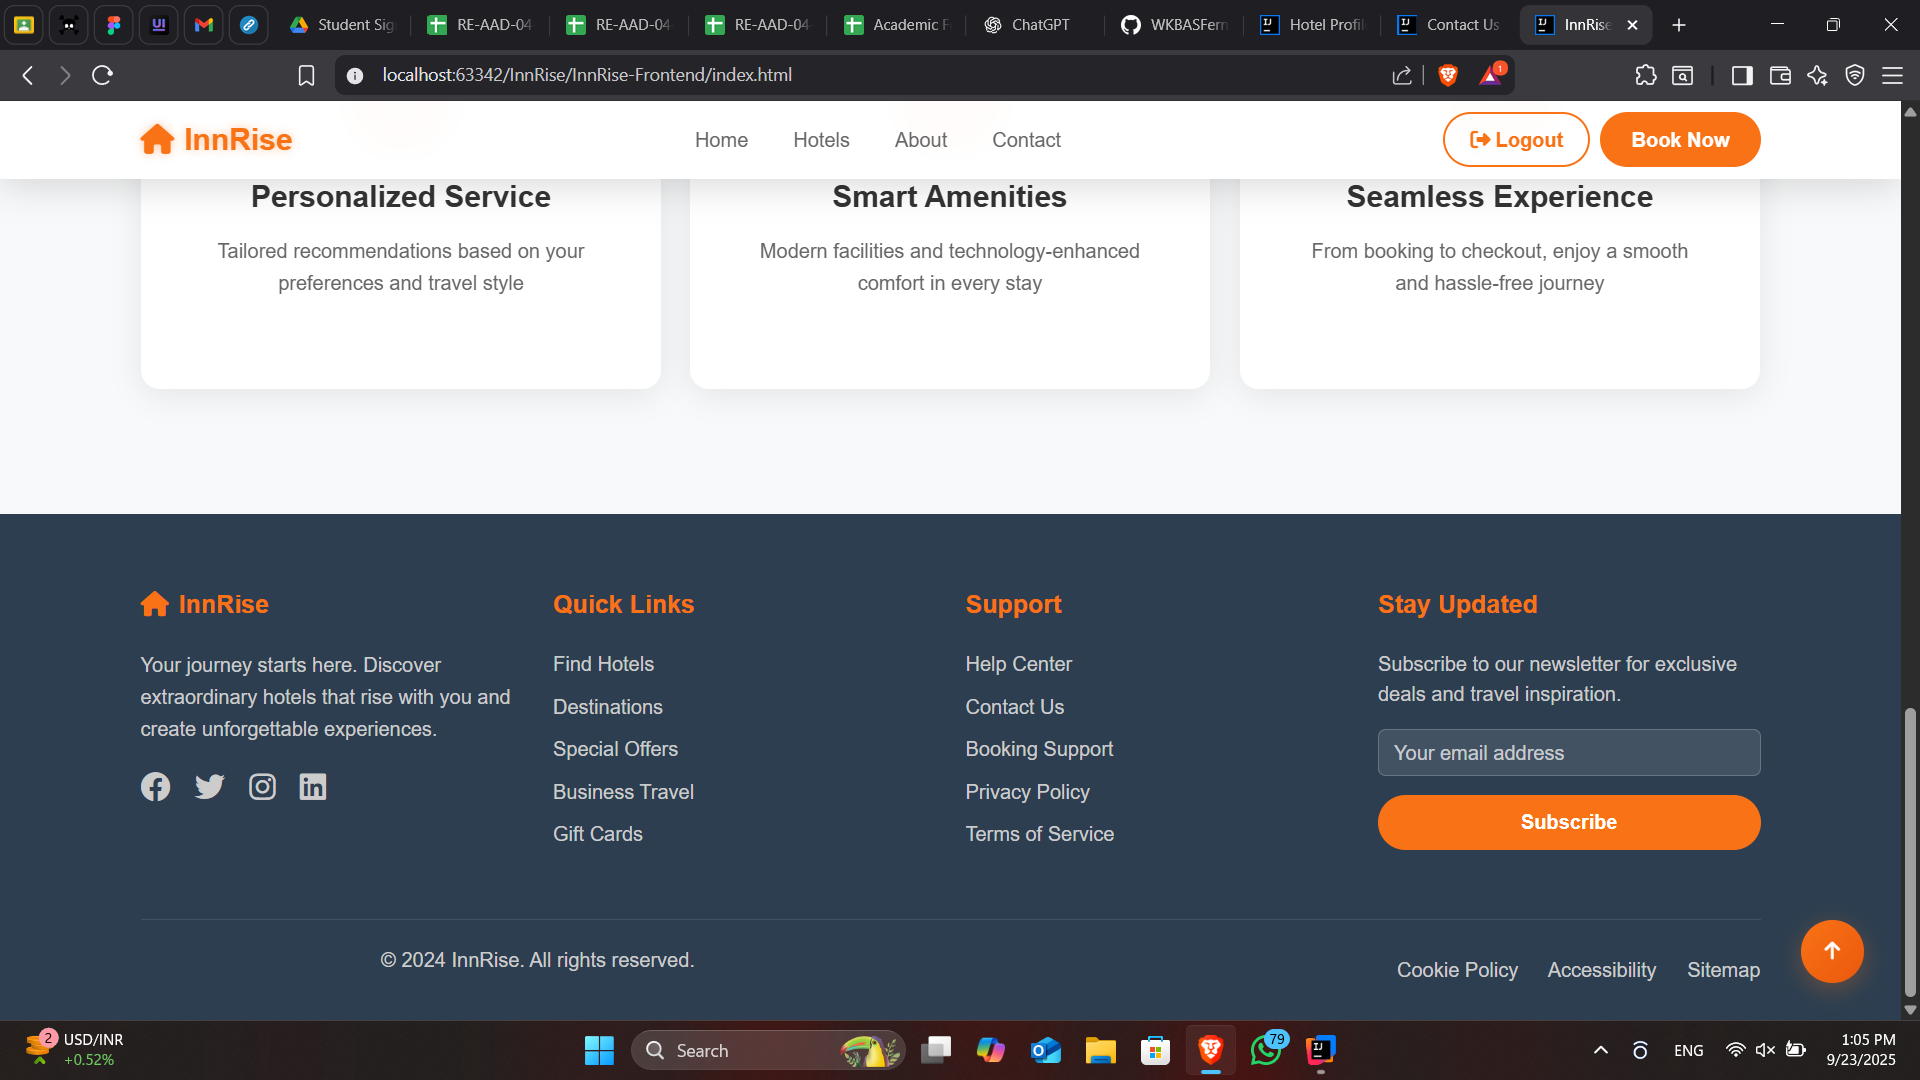 Student Sig
RE-AAD-04
RE-AAD-04
RE-AAD-04
Academic F
ChatGPT
WKBASFern
Hotel Profil
Contact Us
InnRise
localhost:63342/InnRise/InnRise-Frontend/index.html
1
InnRise
Home
Hotels
About
Contact
Logout
Book Now
Personalized Service
Tailored recommendations based on your
preferences and travel style
Smart Amenities
Modern facilities and technology-enhanced
comfort in every stay
Seamless Experience
From booking to checkout, enjoy a smooth
and hassle-free journey
InnRise
Your journey starts here. Discover
extraordinary hotels that rise with you and
create unforgettable experiences.
Quick Links
Find Hotels
Destinations
Special Offers
Business Travel
Gift Cards
Support
Help Center
Contact Us
Booking Support
Privacy Policy
Terms of Service
Stay Updated
Subscribe to our newsletter for exclusive
deals and travel inspiration.
Your email address
Subscribe
© 2024 InnRise. All rights reserved.
Cookie Policy
Accessibility
Sitemap
2
USD/INR
+0.52%
Search
79
ENG
1:05 PM
9/23/2025